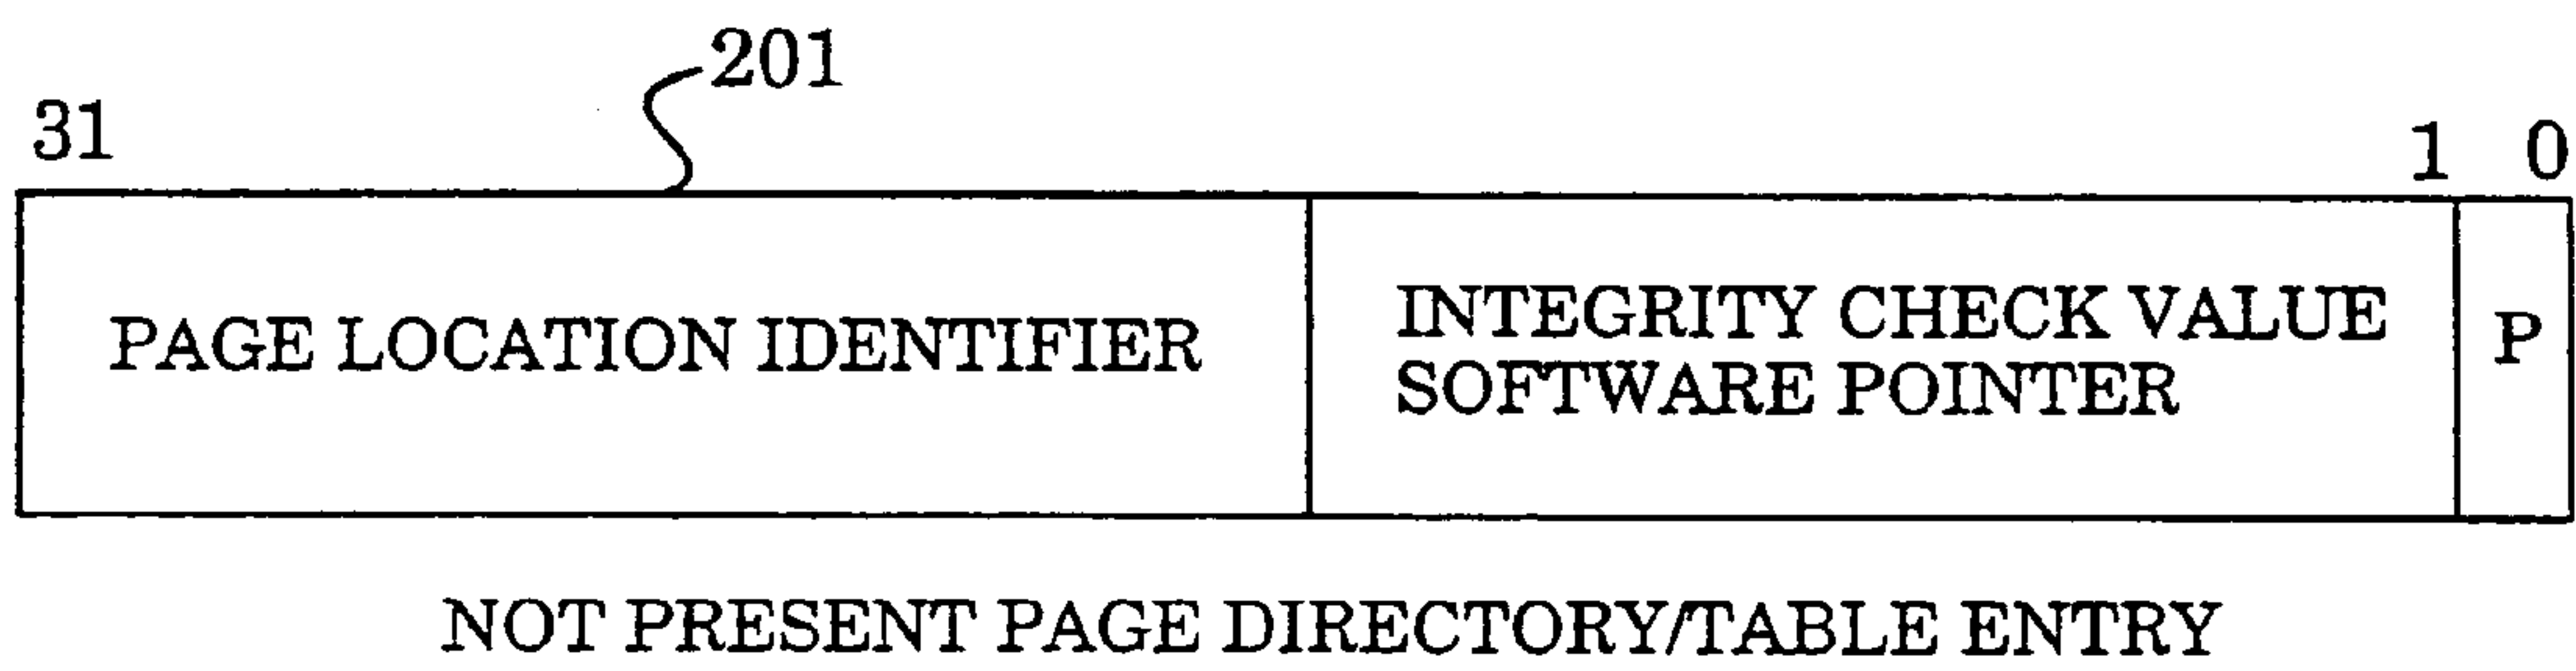 201
31
1 0
PAGE LOCATION IDENTIFIER
INTEGRITY CHECK VALUE
SOFTWARE POINTER
P
NOT PRESENT PAGE DIRECTORY/TABLE ENTRY